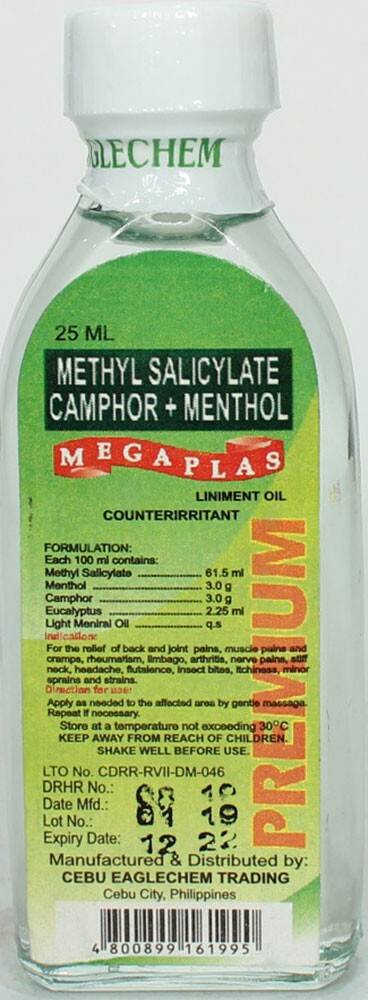 GLECHEM
25 ML
METHYL SALICYLATE
CAMPHOR + MENTHOL
MEGAPLAS
LINIMENT OIL
COUNTERIRRITANT
PREMIUM
FORMULATION:
Each 100 ml contains:
Methyl Salicylate .................. 61.5 ml
Menthol .................. 3.0 g
Camphor .................. 3.0 g
Eucalyptus .................. 2.25 ml
Light Meniral Oil .................. q.s
Indication:
For the relief of back and joint pains, muscle pains and
cramps, rheumatism, limbago, arthritis, nerve pains, stiff
neck, headache, flutalence, insect bites, itchiness, minor
sprains and strains.
Direction for use:
Apply as needed to the affected area by gentle massage.
Repeat if necessary.
Store at a temperature not exceeding 30°C
KEEP AWAY FROM REACH OF CHILDREN.
SHAKE WELL BEFORE USE.
LTO No. CDRR-RVII-DM-046
DRHR No.:
Date Mfd.:
Lot No.: 01 19
Expiry Date: 12 22
Manufactured & Distributed by:
CEBU EAGLECHEM TRADING
Cebu City, Philippines
4 800899 161995